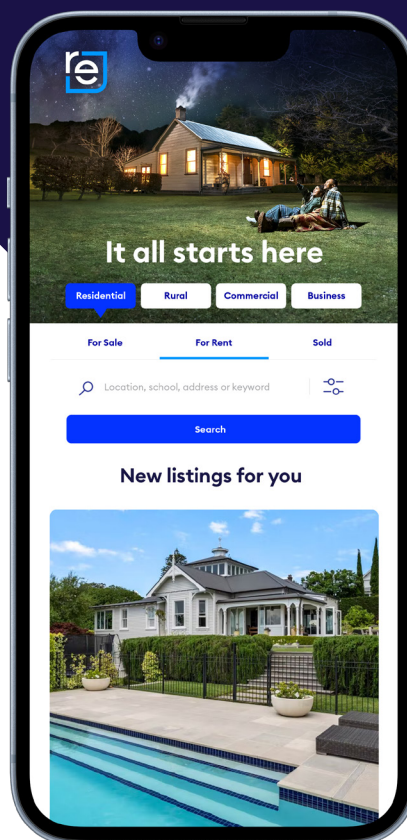 re
It all starts here
Residential Rural Commercial Business
For Sale For Rent Sold
Location, school, address or keyword
Search
New listings for you